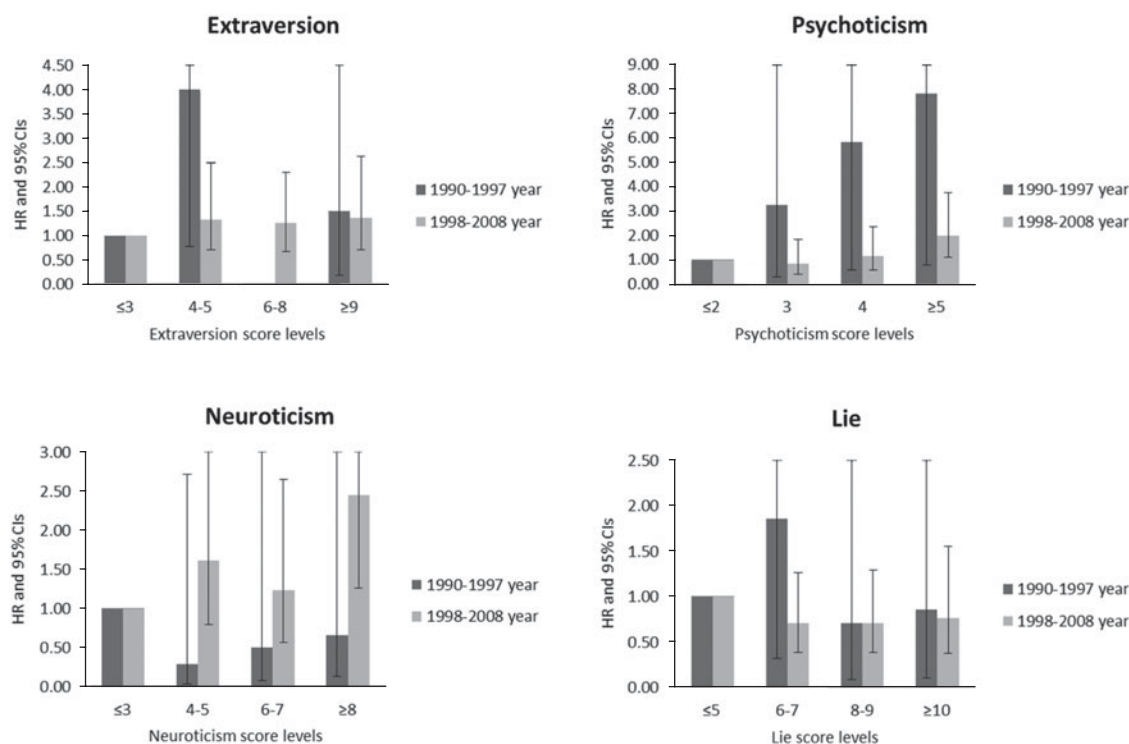 Extraversion
HR and 95% CIs
4.50
4.00
3.50
3.00
2.50
2.00
1.50
1.00
0.50
0.00
≤3 4-5 6-8 ≥9
Extraversion score levels
1990-1997 year
1998-2008 year
Psychoticism
HR and 95% CIs
9.00
8.00
7.00
6.00
5.00
4.00
3.00
2.00
1.00
0.00
≤2 3 4 ≥5
Psychoticism score levels
1990-1997 year
1998-2008 year
Neuroticism
HR and 95% CIs
3.00
2.50
2.00
1.50
1.00
0.50
0.00
≤3 4-5 6-7 ≥8
Neuroticism score levels
1990-1997 year
1998-2008 year
Lie
HR and 95% CIs
2.50
2.00
1.50
1.00
0.50
0.00
≤5 6-7 8-9 ≥10
Lie score levels
1990-1997 year
1998-2008 year